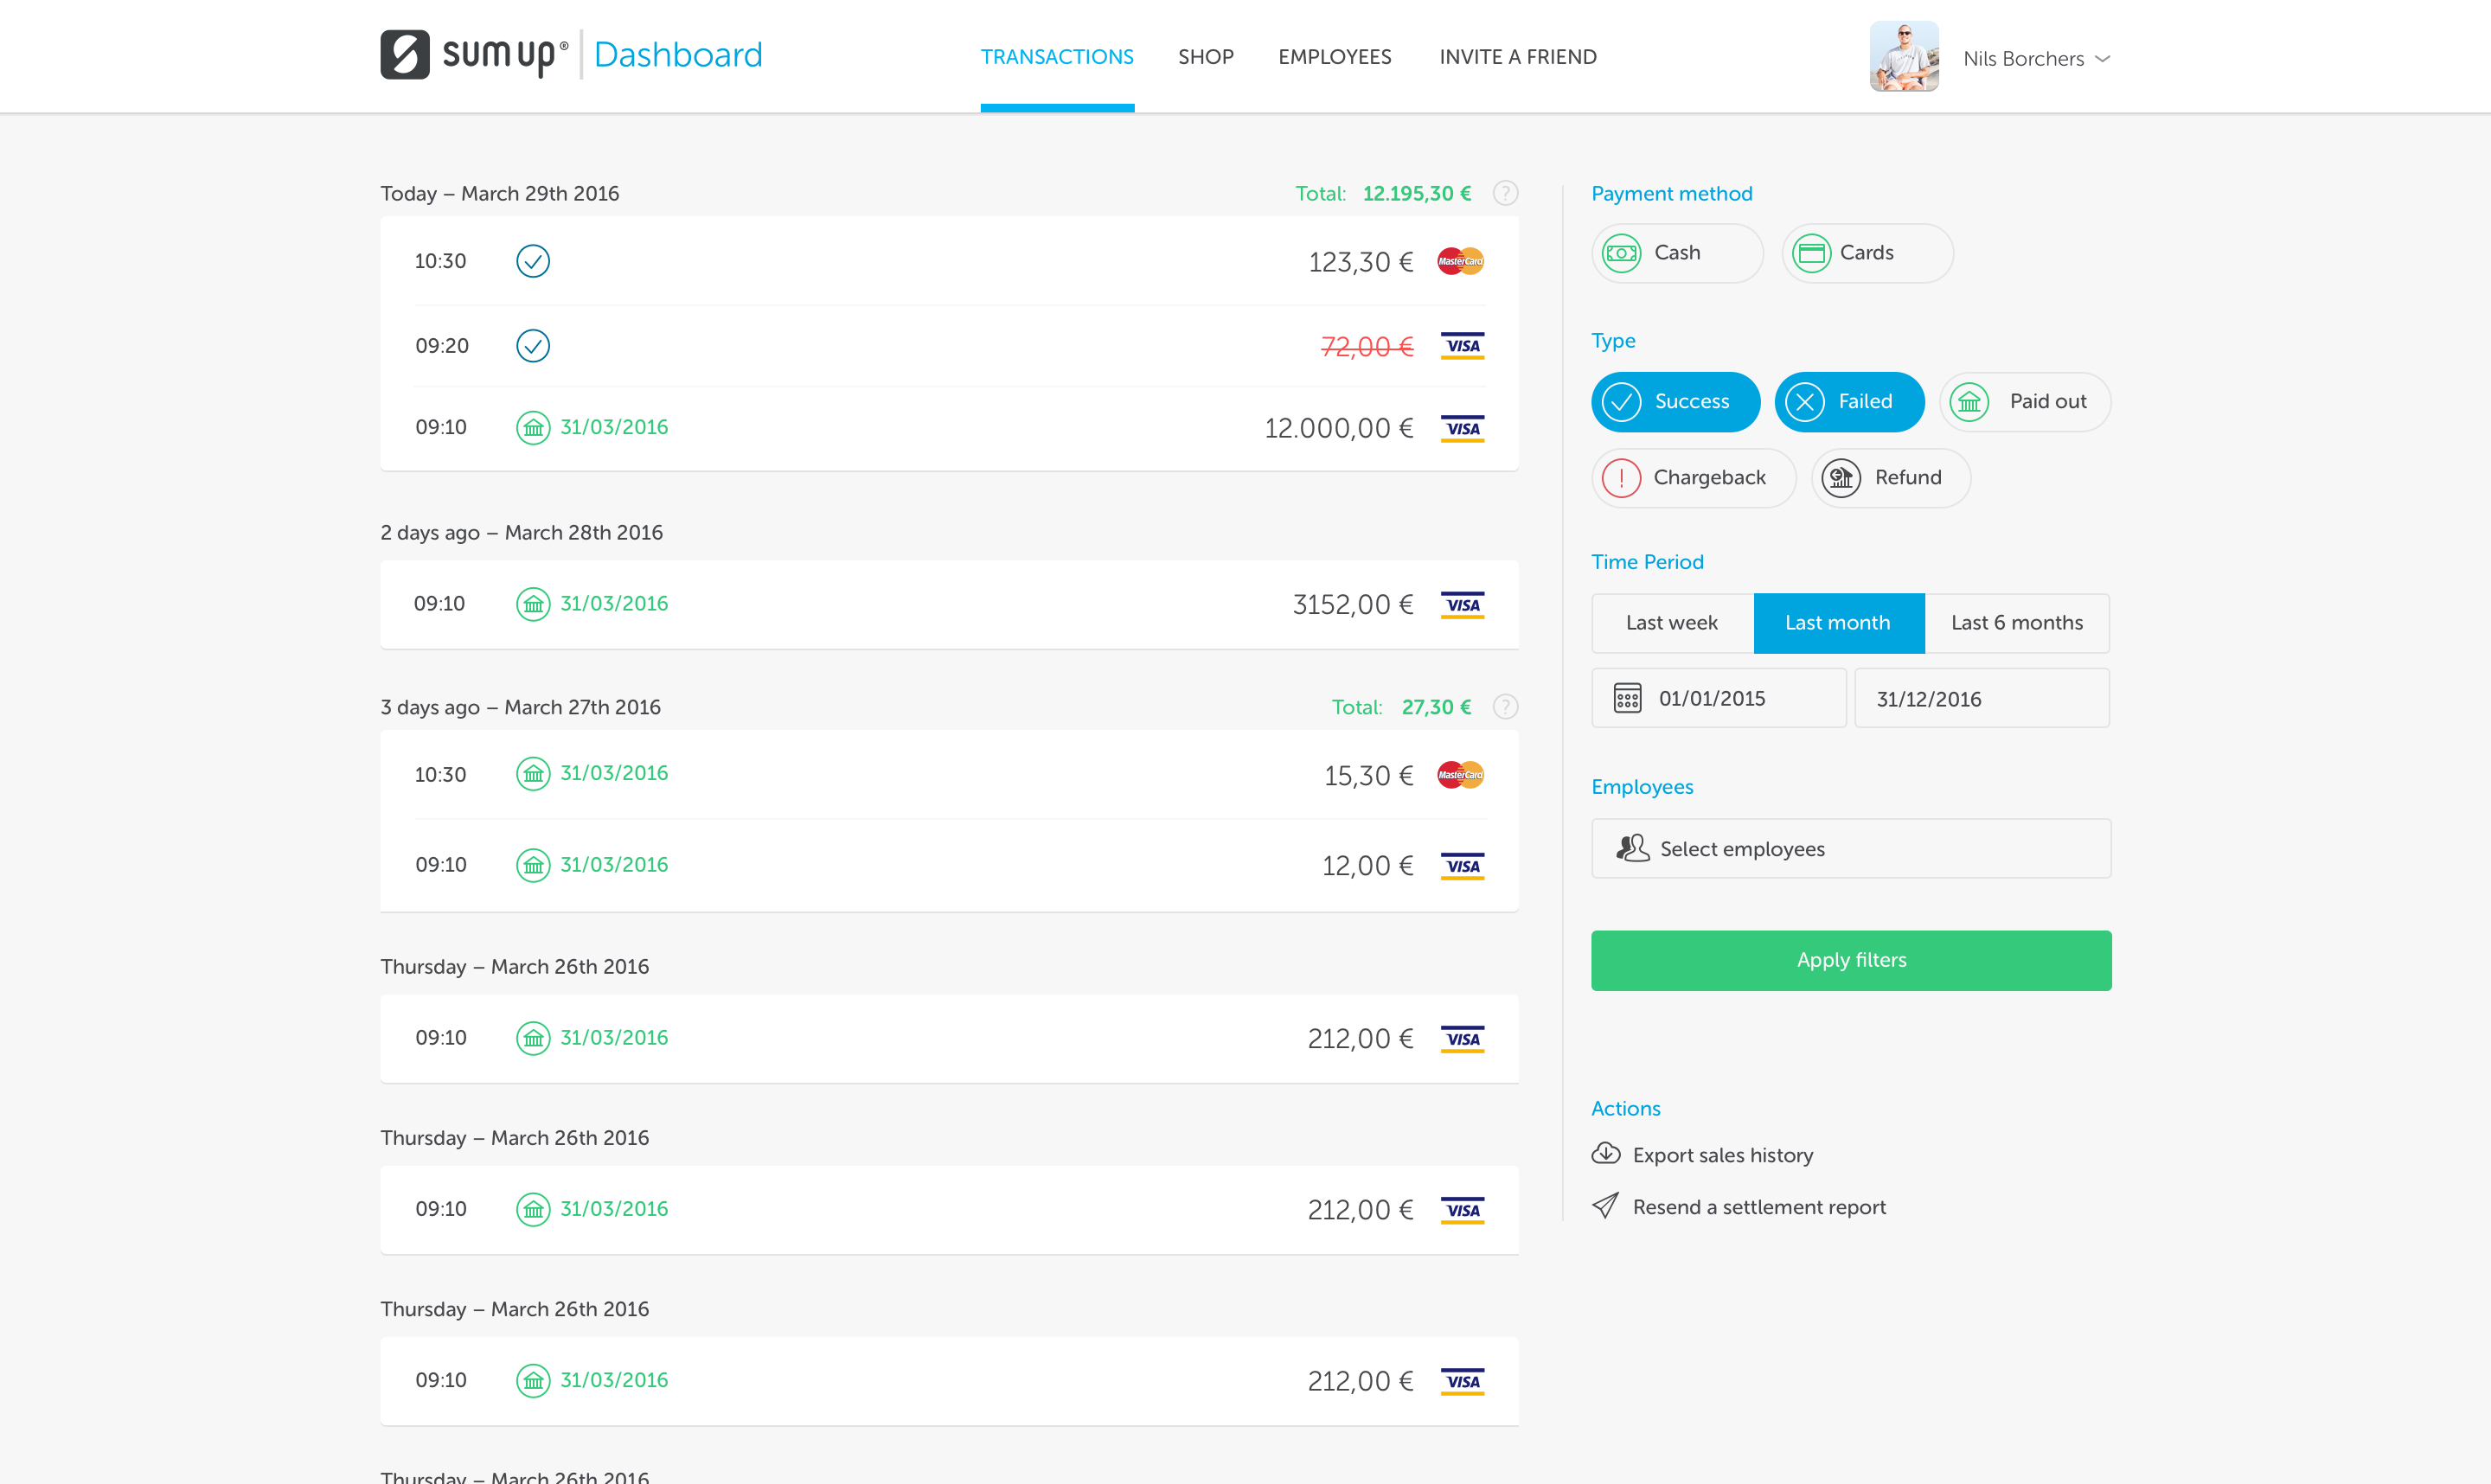 sumup® Dashboard
TRANSACTIONS SHOP EMPLOYEES INVITE A FRIEND
Nils Borchers
Today – March 29th 2016 Total: 12.195,30 € ?
10:30 123,30 € MasterCard
09:20 72,00 € VISA
09:10 31/03/2016 12.000,00 € VISA
2 days ago – March 28th 2016
09:10 31/03/2016 3152,00 € VISA
3 days ago – March 27th 2016 Total: 27,30 € ?
10:30 31/03/2016 15,30 € MasterCard
09:10 31/03/2016 12,00 € VISA
Thursday – March 26th 2016
09:10 31/03/2016 212,00 € VISA
Thursday – March 26th 2016
09:10 31/03/2016 212,00 € VISA
Thursday – March 26th 2016
09:10 31/03/2016 212,00 € VISA
Thursday – March 26th 2016
Payment method
Cash Cards
Type
Success Failed Paid out
! Chargeback Refund
Time Period
Last week Last month Last 6 months
01/01/2015 31/12/2016
Employees
Select employees
Apply filters
Actions
Export sales history
Resend a settlement report